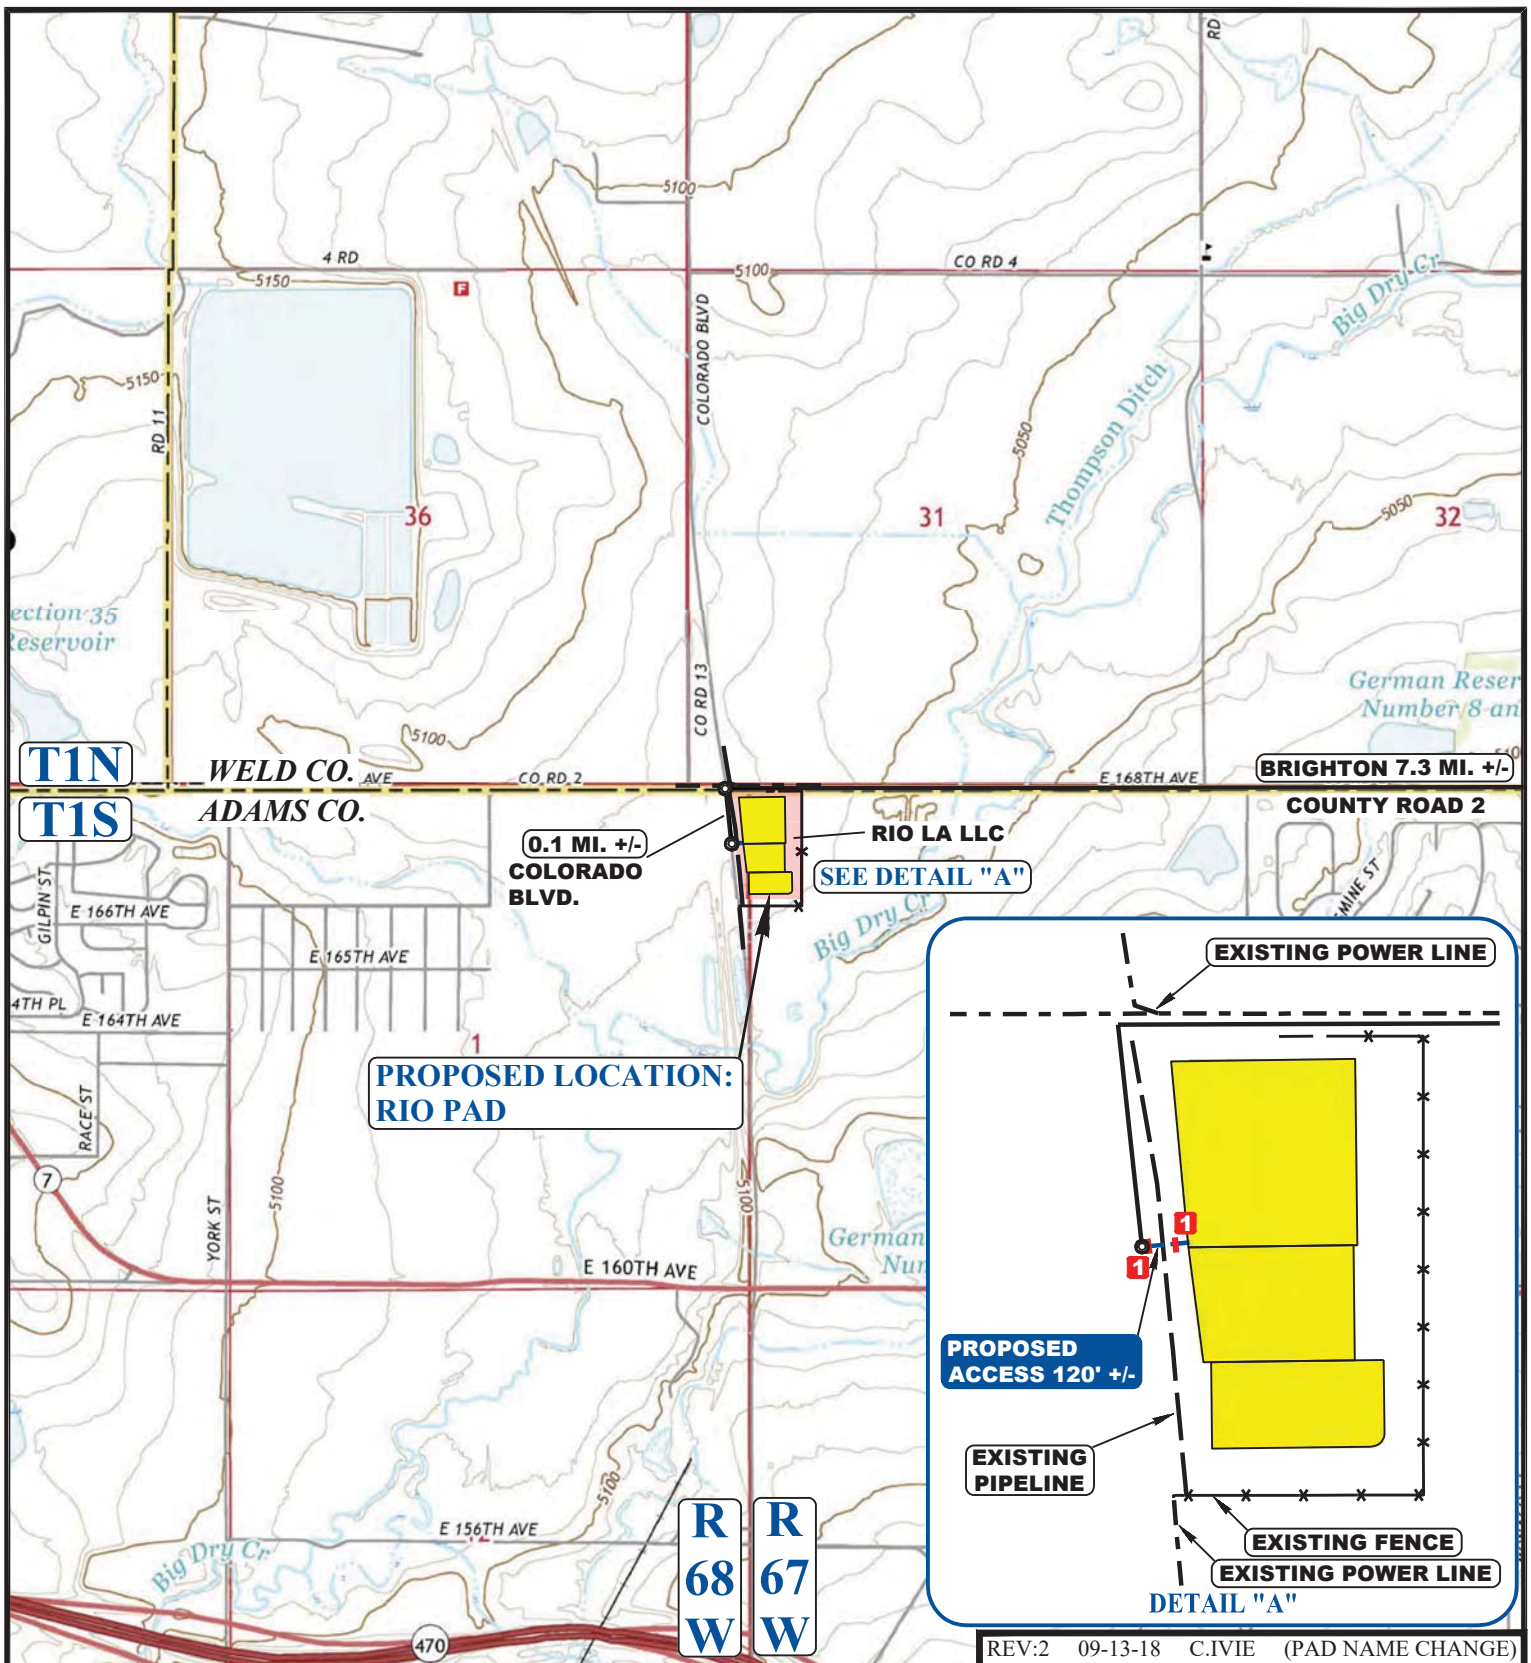 RD
5100
4 RD
5150
F
5100
CO RD 4
COLORADO BLVD
Big Dry Cr
5150
RD 11
5050
Thompson Ditch
36
31
5050
32
ection 35
Reservoir
CO RD 13
German Reser
Number 8 an
5100
T1N
WELD CO.
AVE
CO RD 2
E 168TH AVE
BRIGHTON 7.3 MI. +/-
T1S
ADAMS CO.
COUNTY ROAD 2
0.1 MI. +/-
COLORADO
BLVD.
RIO LA LLC
SEE DETAIL "A"
GILPIN ST
E 166TH AVE
MINE ST
Big Dry Cr
E 165TH AVE
4TH PL
E 164TH AVE
1
PROPOSED LOCATION:
RIO PAD
RACE ST
7
5100
YORK ST
5100
German
Num
E 160TH AVE
EXISTING POWER LINE
1
1
PROPOSED
ACCESS 120' +/-
EXISTING
PIPELINE
EXISTING FENCE
EXISTING POWER LINE
DETAIL "A"
5100
E 156TH AVE
12
Big Dry Cr
470
R
68
W
R
67
W
REV:2 09-13-18 C.IVIE (PAD NAME CHANGE)